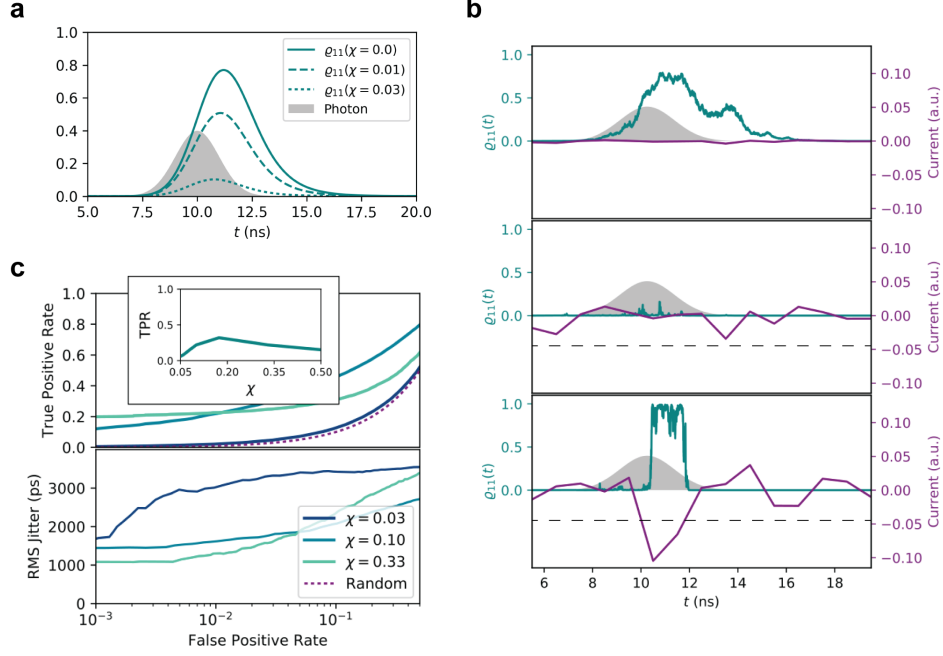 a
1.0
0.8
0.6
0.4
0.2
0.0
5.0 7.5 10.0 12.5 15.0 17.5 20.0
t (ns)
ϱ11(χ = 0.0)
ϱ11(χ = 0.01)
ϱ11(χ = 0.03)
Photon
b
1.0
0.5
0.0
ϱ11(t)
0.10
0.05
0.00
−0.05
−0.10
Current (a.u.)
1.0
0.5
0.0
ϱ11(t)
0.10
0.05
0.00
−0.05
−0.10
Current (a.u.)
1.0
0.5
0.0
ϱ11(t)
0.10
0.05
0.00
−0.05
−0.10
Current (a.u.)
6 8 10 12 14 16 18
t (ns)
c
1.0
0.8
0.6
0.4
0.2
0.0
True Positive Rate
1.0
0.5
0.0
TPR
0.05 0.20 0.35 0.50
χ
3000
2000
1000
0
RMS Jitter (ps)
χ = 0.03
χ = 0.10
χ = 0.33
Random
10⁻³ 10⁻² 10⁻¹
False Positive Rate